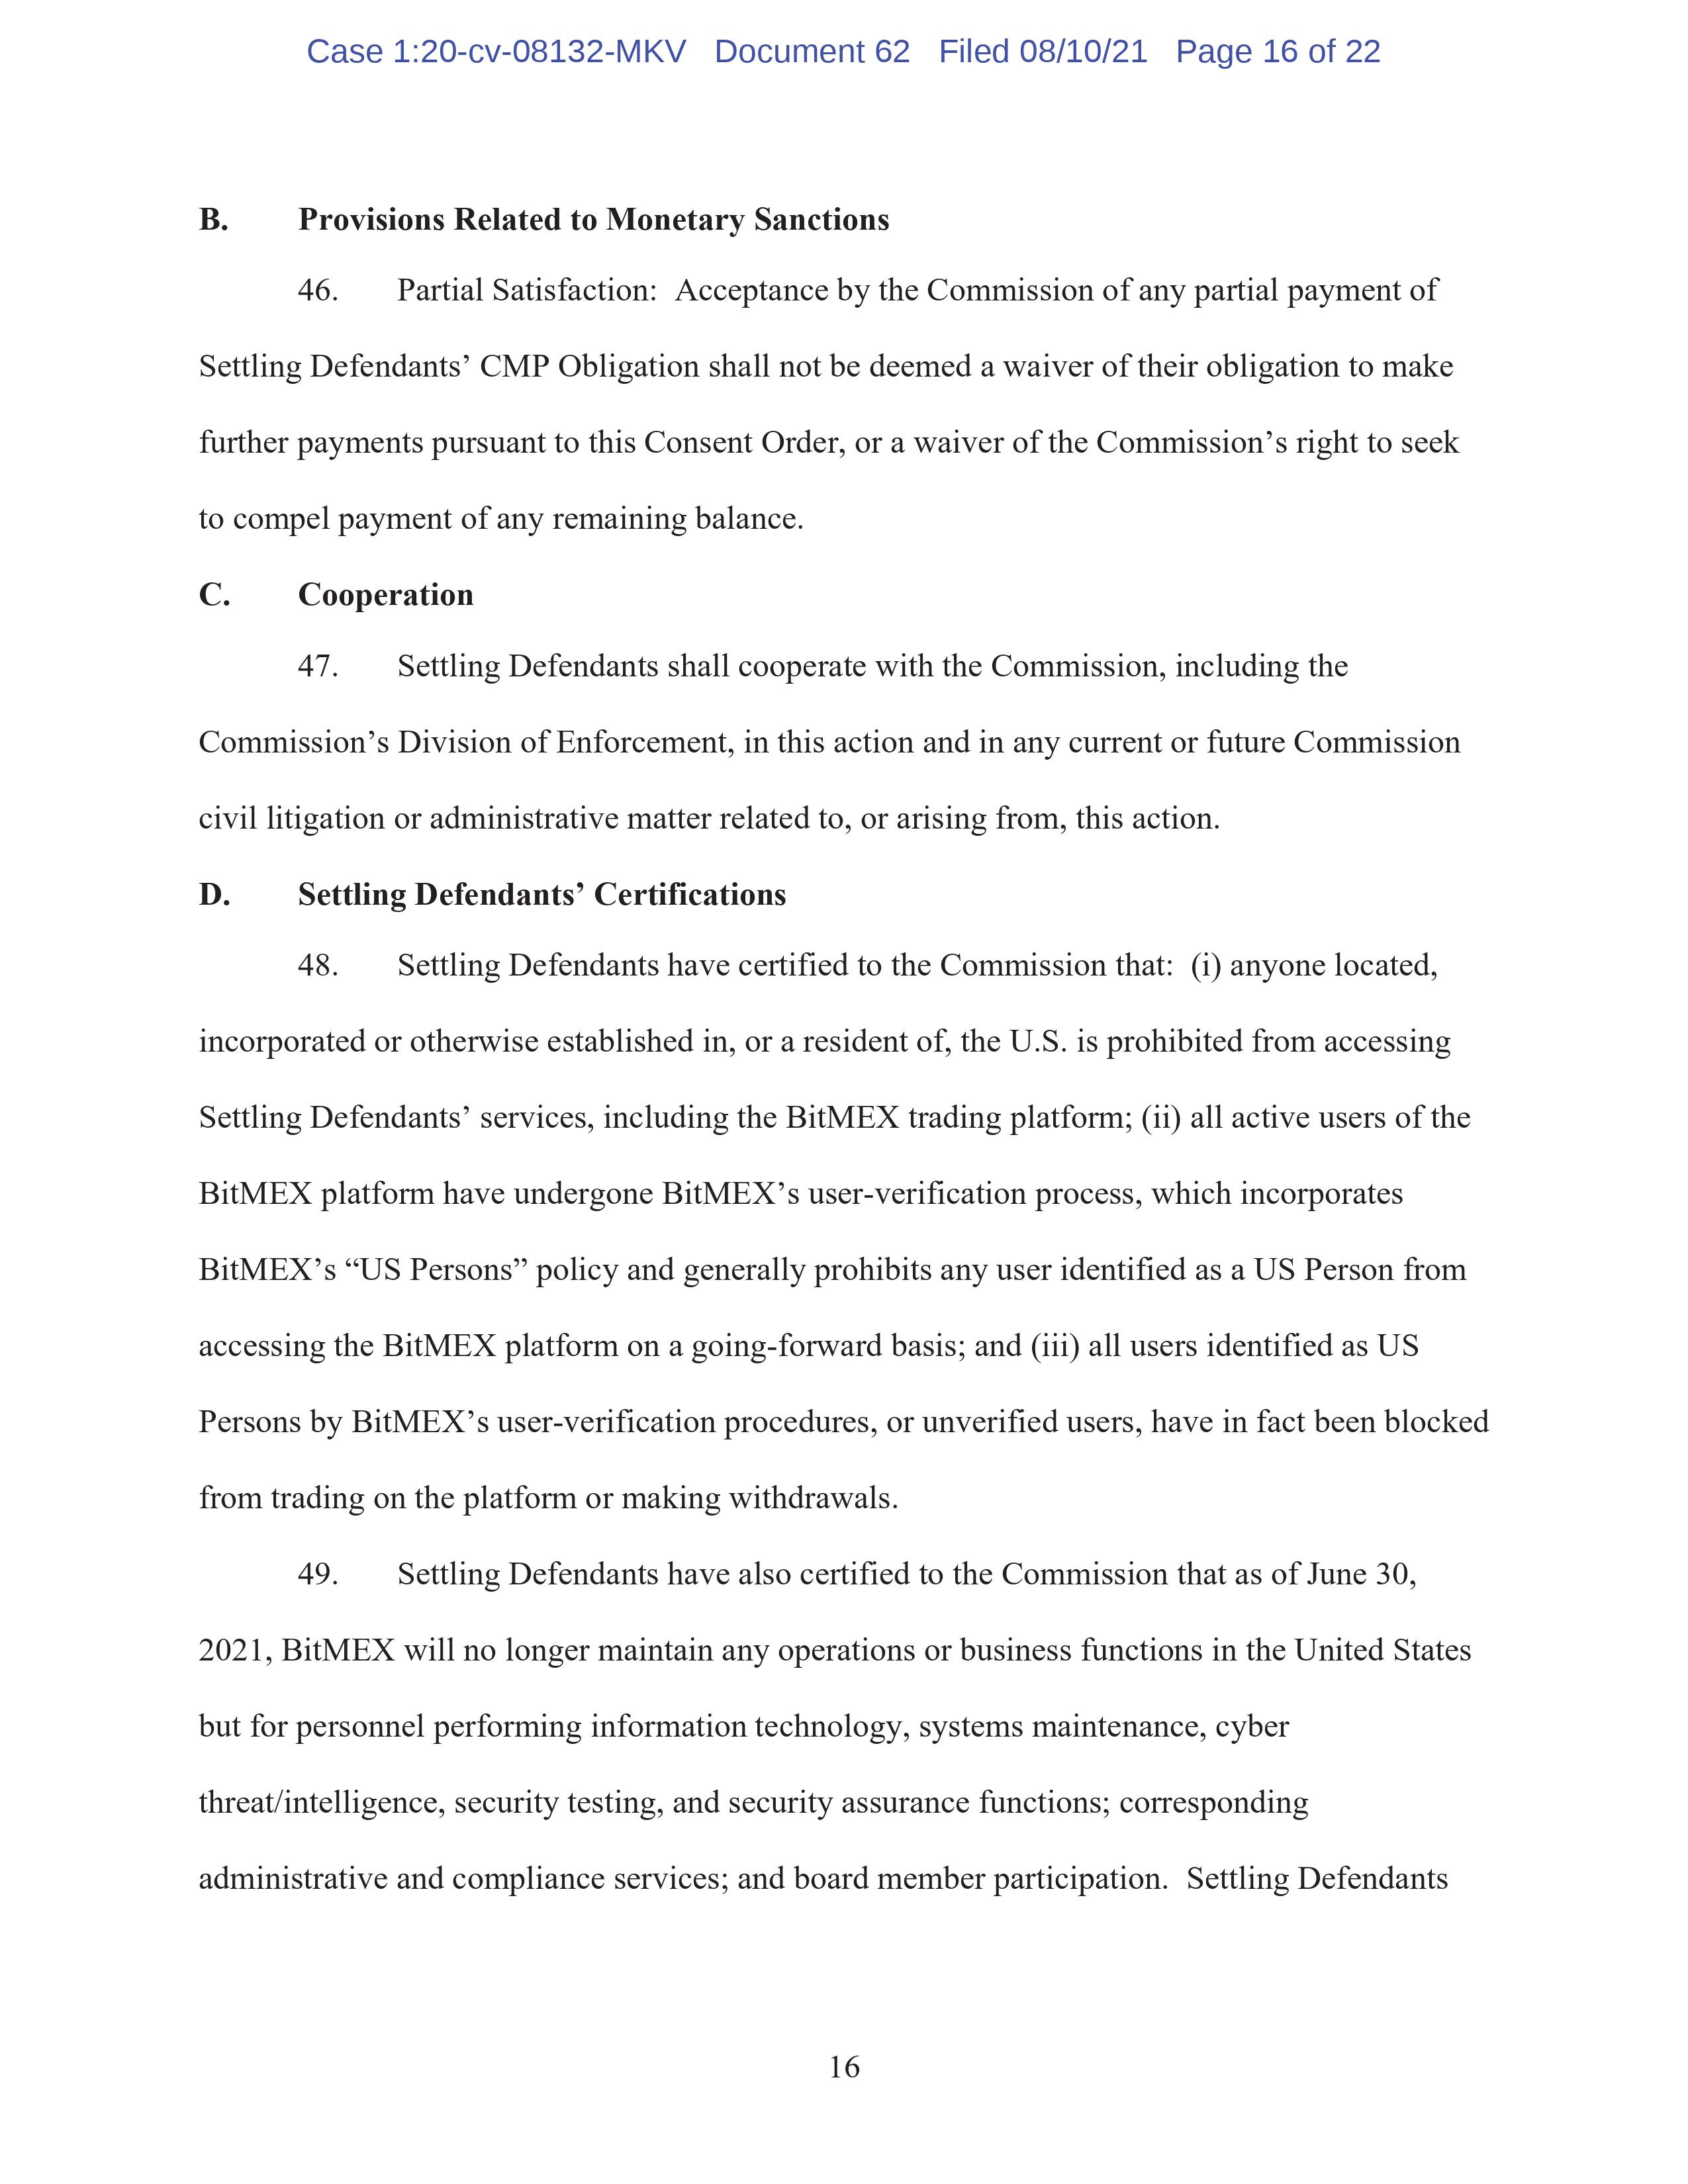 Case 1:20-cv-08132-MKV Document 62 Filed 08/10/21 Page 16 of 22
B. Provisions Related to Monetary Sanctions
46. Partial Satisfaction: Acceptance by the Commission of any partial payment of
Settling Defendants’ CMP Obligation shall not be deemed a waiver of their obligation to make
further payments pursuant to this Consent Order, or a waiver of the Commission’s right to seek
to compel payment of any remaining balance.
C. Cooperation
47. Settling Defendants shall cooperate with the Commission, including the
Commission’s Division of Enforcement, in this action and in any current or future Commission
civil litigation or administrative matter related to, or arising from, this action.
D. Settling Defendants’ Certifications
48. Settling Defendants have certified to the Commission that: (i) anyone located,
incorporated or otherwise established in, or a resident of, the U.S. is prohibited from accessing
Settling Defendants’ services, including the BitMEX trading platform; (ii) all active users of the
BitMEX platform have undergone BitMEX’s user-verification process, which incorporates
BitMEX’s “US Persons” policy and generally prohibits any user identified as a US Person from
accessing the BitMEX platform on a going-forward basis; and (iii) all users identified as US
Persons by BitMEX’s user-verification procedures, or unverified users, have in fact been blocked
from trading on the platform or making withdrawals.
49. Settling Defendants have also certified to the Commission that as of June 30,
2021, BitMEX will no longer maintain any operations or business functions in the United States
but for personnel performing information technology, systems maintenance, cyber
threat/intelligence, security testing, and security assurance functions; corresponding
administrative and compliance services; and board member participation. Settling Defendants
16